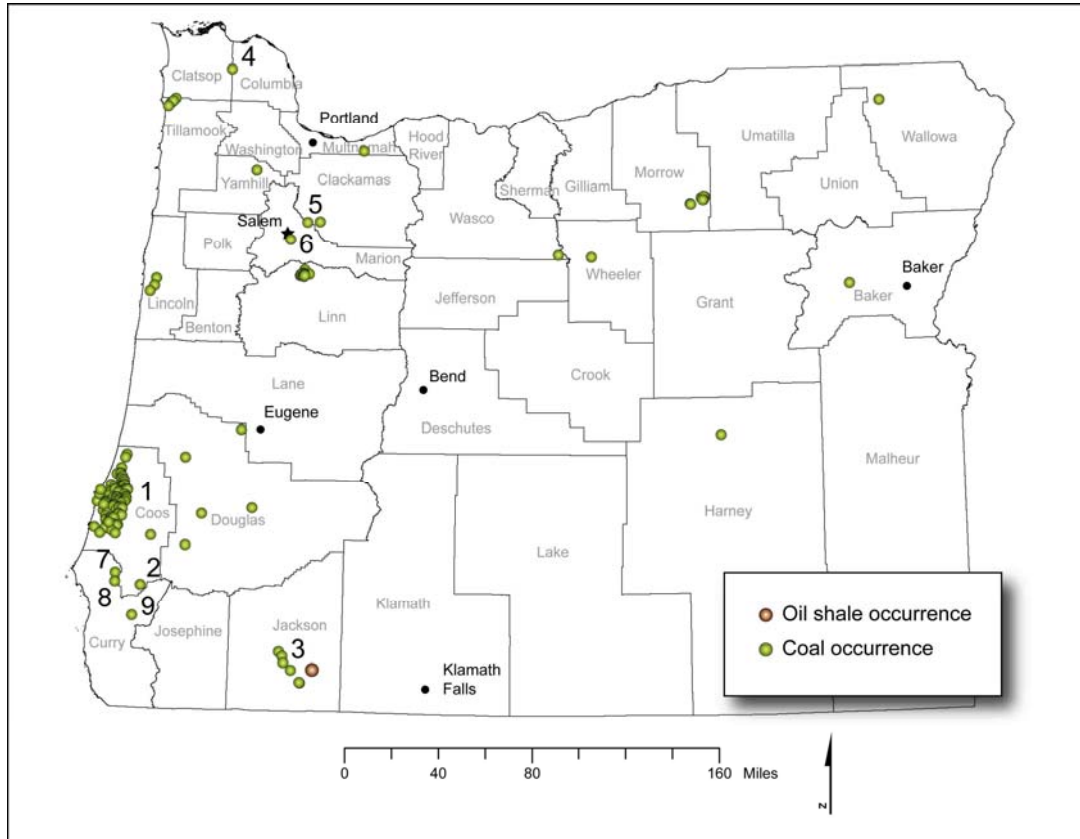 4
Clatsop
Columbia
Portland
Tillamook
Washington
Multnomah
Hood
River
Umatilla
Wallowa
Yamhill
Clackamas
Sherman
Gilliam
Morrow
Union
5
Salem
6
Wasco
Polk
Marion
Wheeler
Baker
Lincoln
Jefferson
Grant
Baker
Benton
Linn
Lane
Bend
Crook
Eugene
Deschutes
Malheur
1
Coos
Douglas
Harney
Lake
7
2
8
9
Klamath
Curry
Josephine
Jackson
3
Klamath
Falls
Oil shale occurrence
Coal occurrence
0
40
80
160
Miles
N